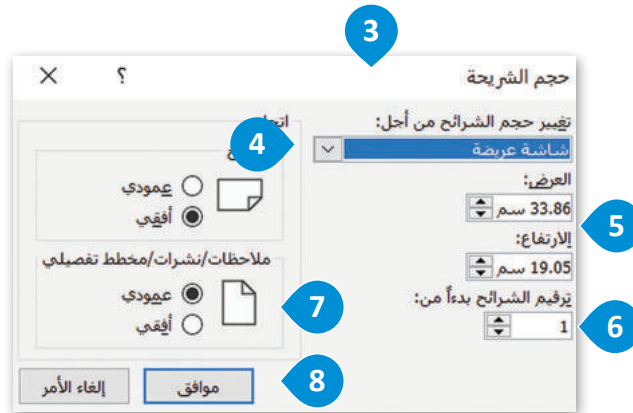 3
حجم الشريحة
؟
تغيير حجم الشرائح من أجل:
4
شاشة عريضة
العرض:
33.86 سم
5
الارتفاع:
19.05 سم
ترقيم الشرائح بدءاً من:
1
6
عمودي
أفقي
ملاحظات/نشرات/مخطط تفصيلي
عمودي
أفقي
7
موافق
إلغاء الأمر
8